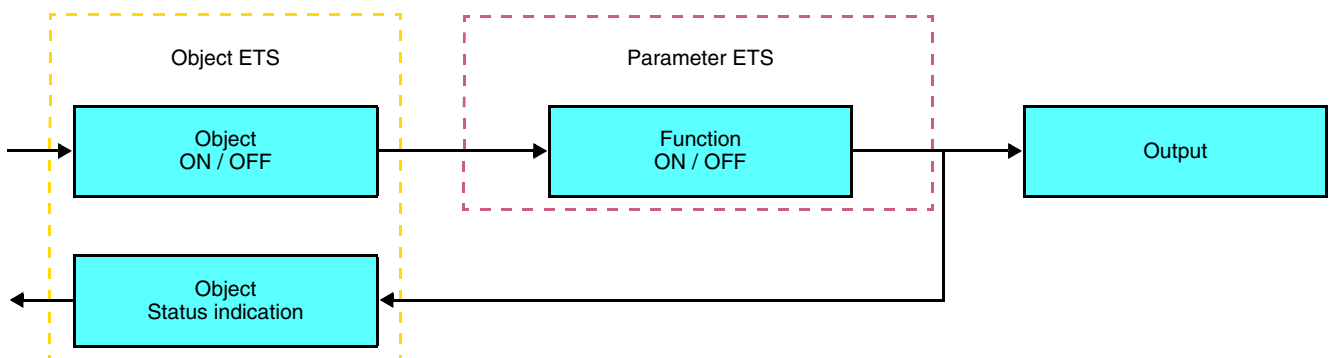 Object ETS
Parameter ETS
Object
ON / OFF
Function
ON / OFF
Output
Object
Status indication